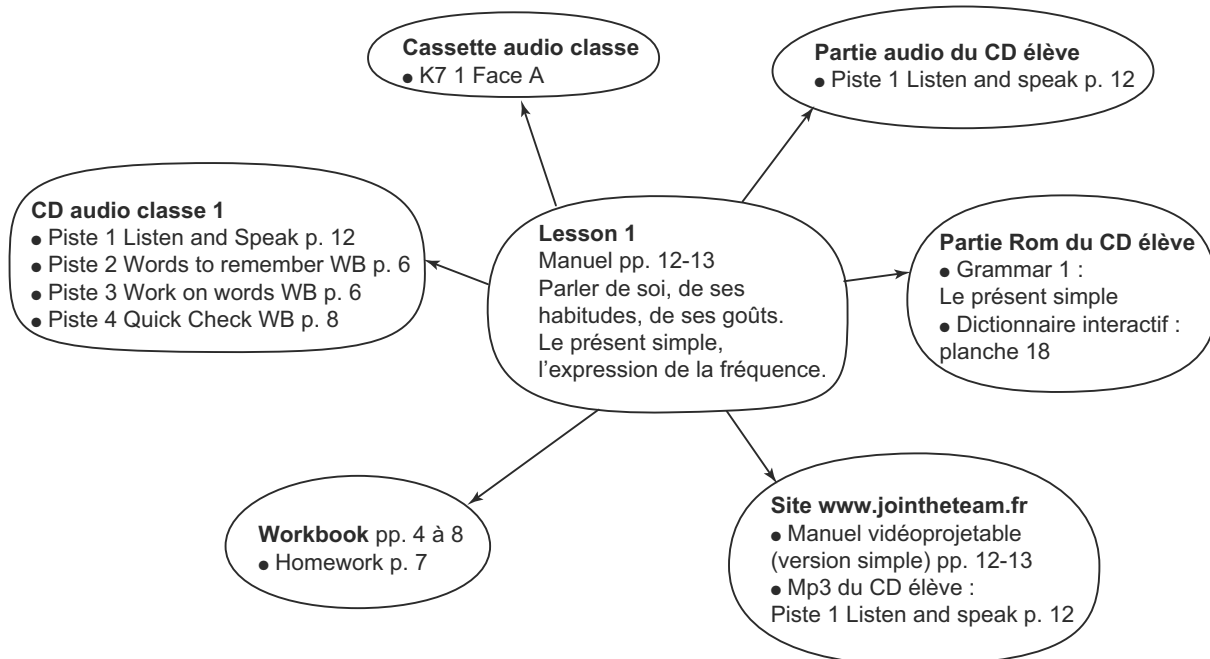 Cassette audio classe
● K7 1 Face A
Partie audio du CD élève
● Piste 1 Listen and speak p. 12
CD audio classe 1
● Piste 1 Listen and Speak p. 12
● Piste 2 Words to remember WB p. 6
● Piste 3 Work on words WB p. 6
● Piste 4 Quick Check WB p. 8
Lesson 1
Manuel pp. 12-13
Parler de soi, de ses
habitudes, de ses goûts.
Le présent simple,
l’expression de la fréquence.
Partie Rom du CD élève
● Grammar 1 :
Le présent simple
● Dictionnaire interactif :
planche 18
Workbook pp. 4 à 8
● Homework p. 7
Site www.jointheteam.fr
● Manuel vidéoprojetable
(version simple) pp. 12-13
● Mp3 du CD élève :
Piste 1 Listen and speak p. 12